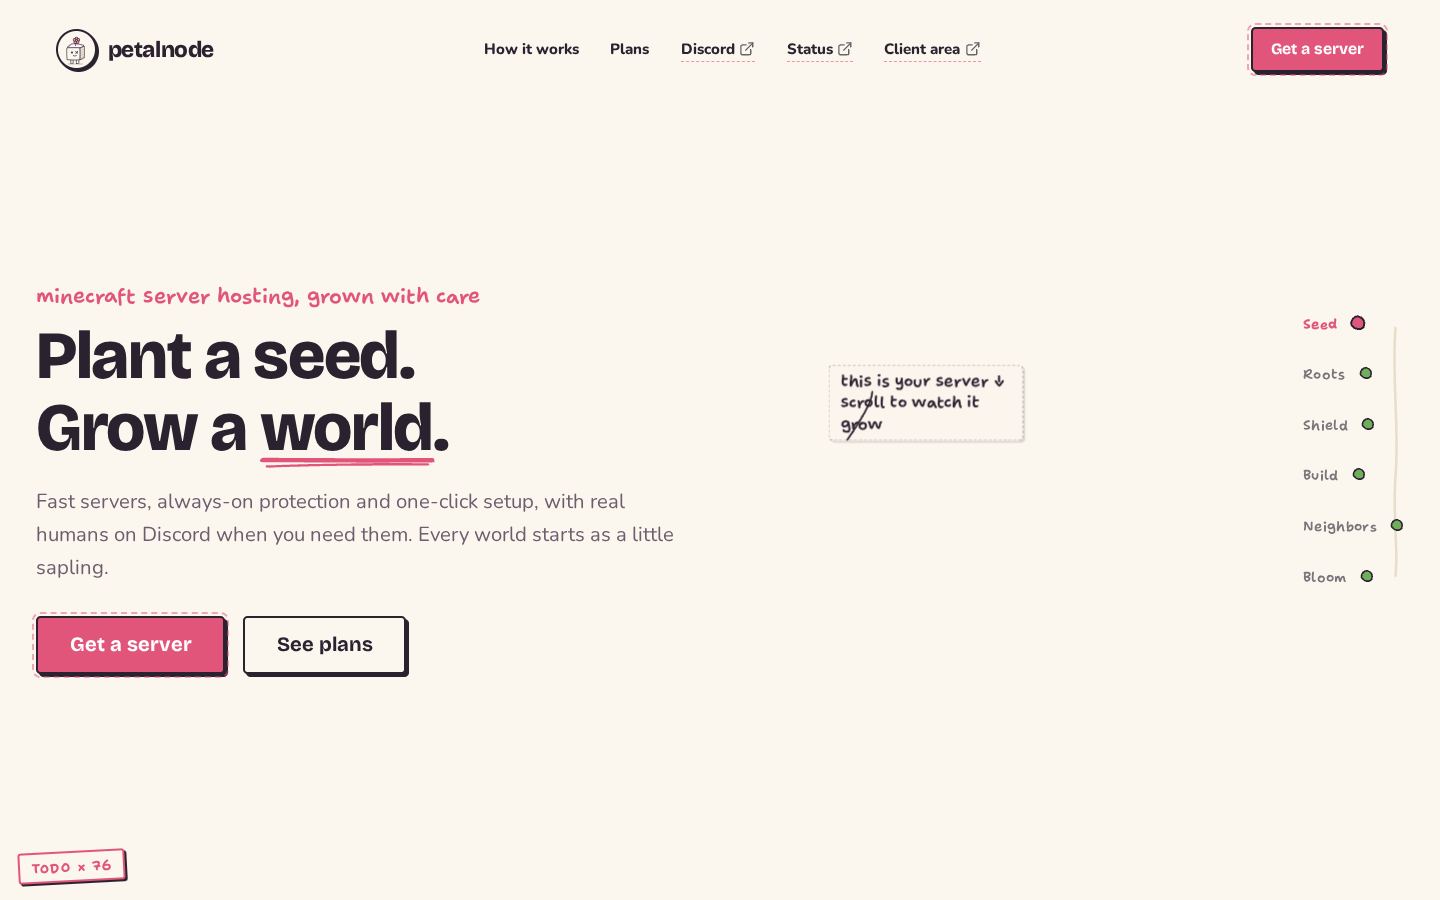 petalnode
How it works
Plans
Discord
Status
Client area
Get a server
minecraft server hosting, grown with care
Plant a seed.
Grow a world.
Fast servers, always-on protection and one-click setup, with real
humans on Discord when you need them. Every world starts as a little
sapling.
Get a server
See plans
this is your server ↓
scroll to watch it
grow
Seed
Roots
Shield
Build
Neighbors
Bloom
TODO x 76